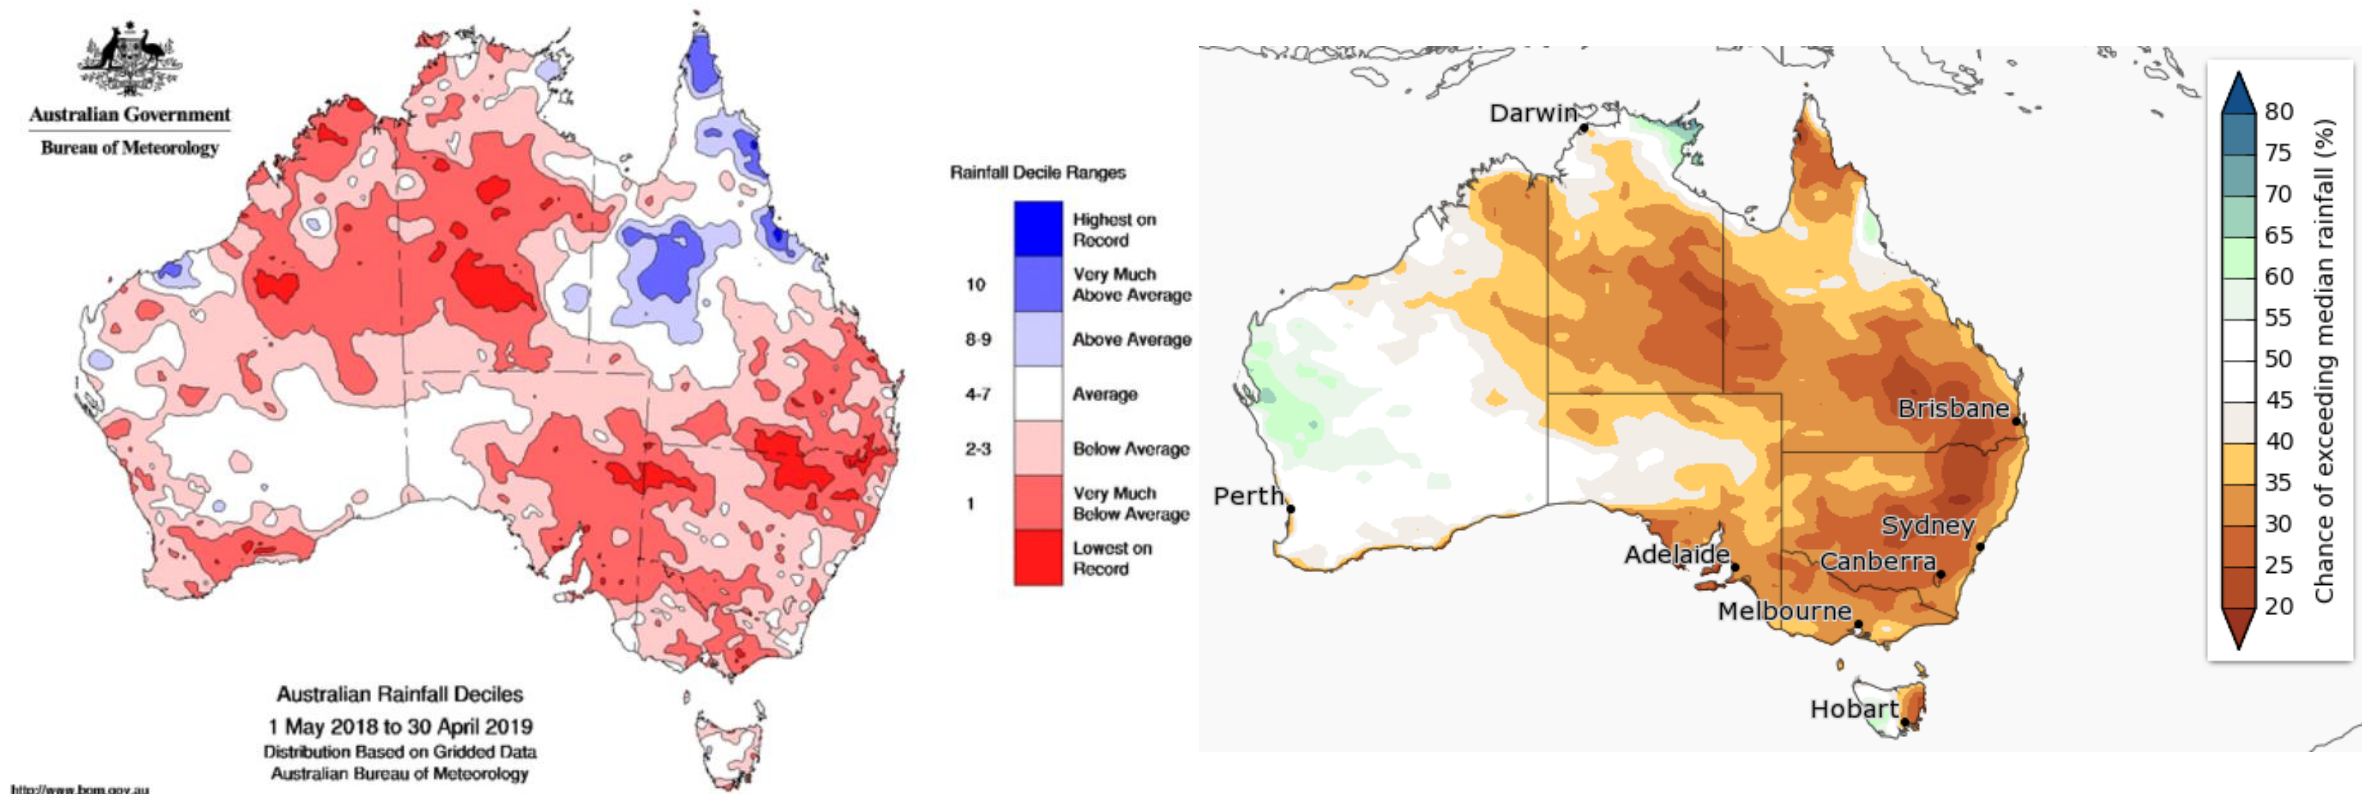 Australian Government
Bureau of Meteorology
Rainfall Decile Ranges
Highest on
Record
10
Very Much
Above Average
8-9
Above Average
4-7
Average
2-3
Below Average
1
Very Much
Below Average
Lowest on
Record
Australian Rainfall Deciles
1 May 2018 to 30 April 2019
Distribution Based on Gridded Data
Australian Bureau of Meteorology
http://www.bom.gov.au
Darwin
Brisbane
Perth
Sydney
Adelaide
Canberra
Melbourne
Hobart
80
75
70
65
60
55
50
45
40
35
30
25
20
Chance of exceeding median rainfall (%)